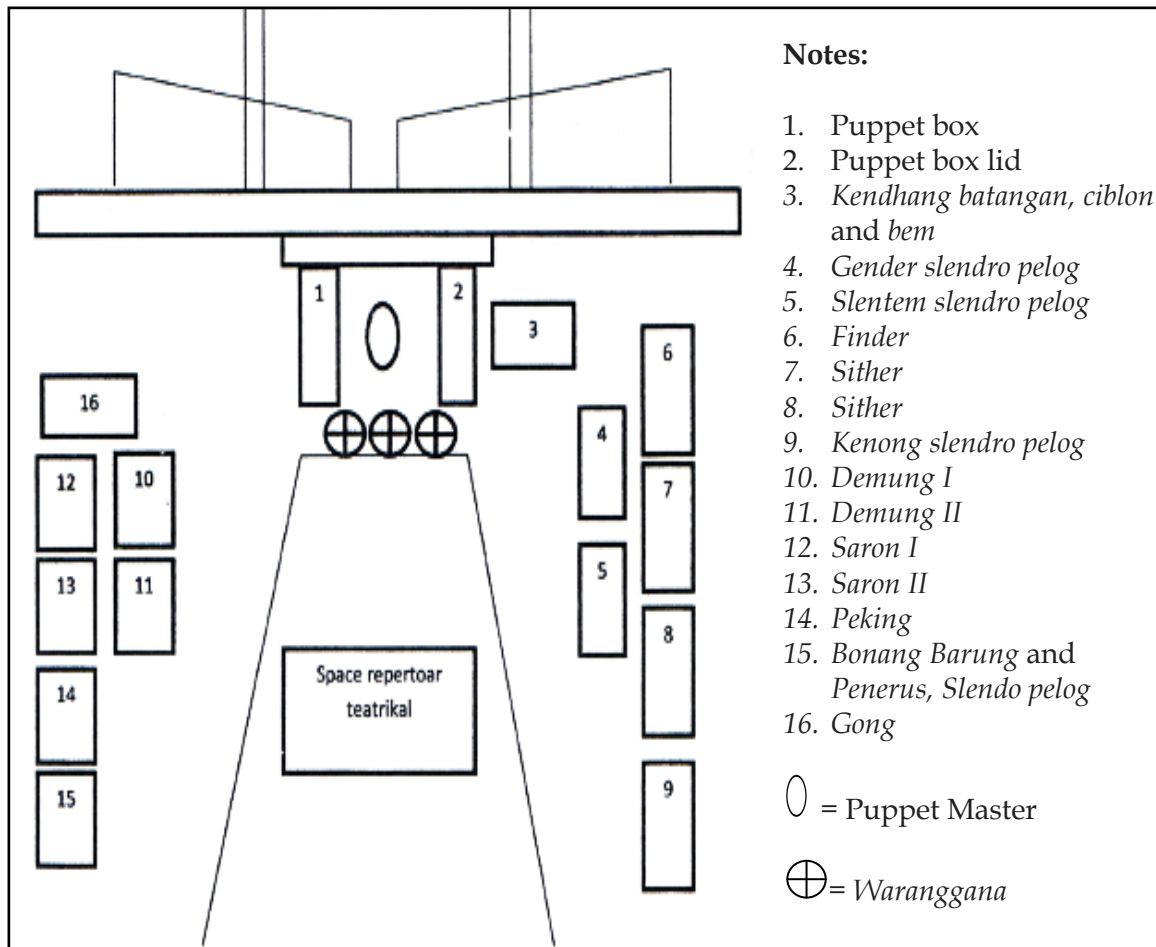 Notes:
1. Puppet box
2. Puppet box lid
3. Kendhang batangan, ciblon
and bem
4. Gender slendro pelog
5. Slentem slendro pelog
6. Finder
7. Sither
8. Sither
9. Kenong slendro pelog
10. Demung I
11. Demung II
12. Saron I
13. Saron II
14. Peking
15. Bonang Barung and
Penerus, Slendo pelog
16. Gong
= Puppet Master
= Waranggana
1
2
3
6
16
4
12
10
7
5
13
11
8
Space repertoar
teatrikal
14
9
15